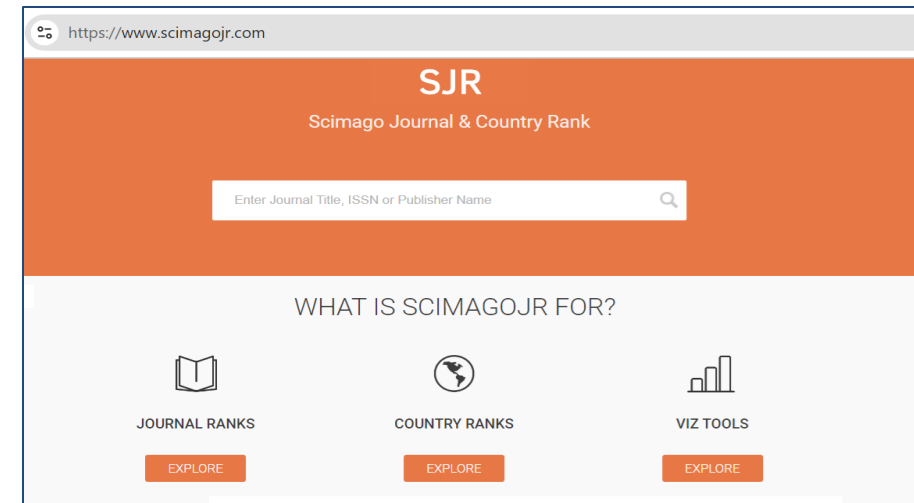 https://www.scimagojr.com
SJR
Scimago Journal & Country Rank
Enter Journal Title, ISSN or Publisher Name
WHAT IS SCIMAGOJR FOR?
JOURNAL RANKS COUNTRY RANKS VIZ TOOLS
EXPLORE EXPLORE EXPLORE